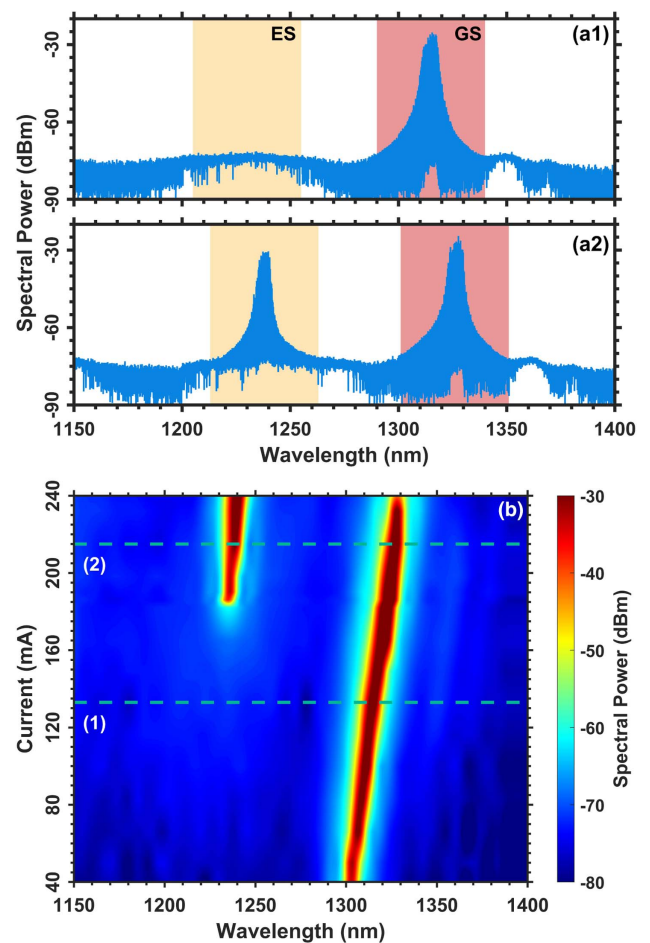 ES GS (a1)
-30
-60
-90
(a2)
-30
-60
-90
Spectral Power (dBm)
1150 1200 1250 1300 1350 1400
Wavelength (nm)
240
200
160
120
80
40
Current (mA)
(b)
(2)
(1)
1150 1200 1250 1300 1350 1400
Wavelength (nm)
-30
-40
-50
-60
-70
-80
Spectral Power (dBm)